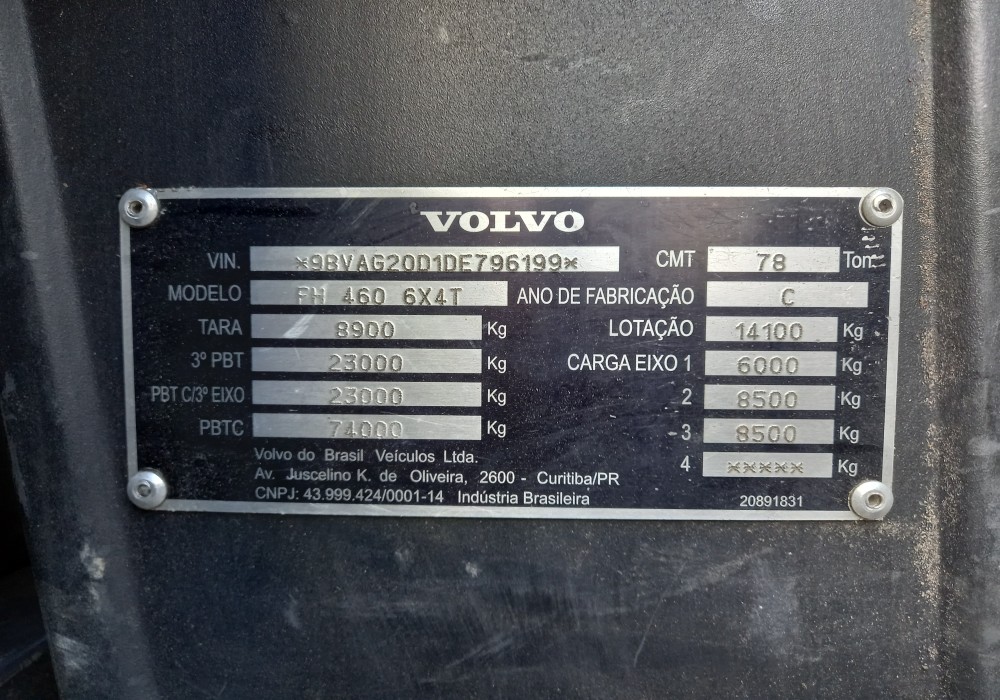 VOLVO
VIN. *9BVAG20D1DE796199* CMT 78 Ton
MODELO FH 460 6X4T ANO DE FABRICAÇÃO C
TARA 8900 Kg LOTAÇÃO 14100 Kg
3º PBT 23000 Kg CARGA EIXO 1 6000 Kg
PBT C/3º EIXO 23000 Kg 2 8500 Kg
PBTC 74000 Kg 3 8500 Kg
4 ***** Kg
Volvo do Brasil Veículos Ltda.
Av. Juscelino K. de Oliveira, 2600 - Curitiba/PR
CNPJ: 43.999.424/0001-14 Indústria Brasileira 20891831